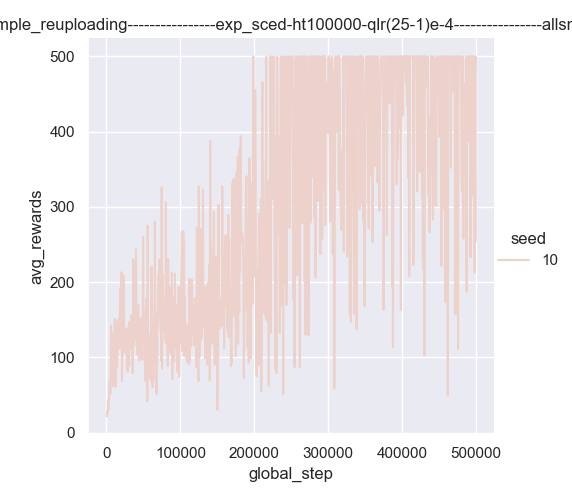 mple_reuploading----------------exp_sced-ht100000-qlr(25-1)e-4----------------allsr
500
400
300
200
100
0
avg_rewards
0 100000 200000 300000 400000 500000
global_step
seed
10